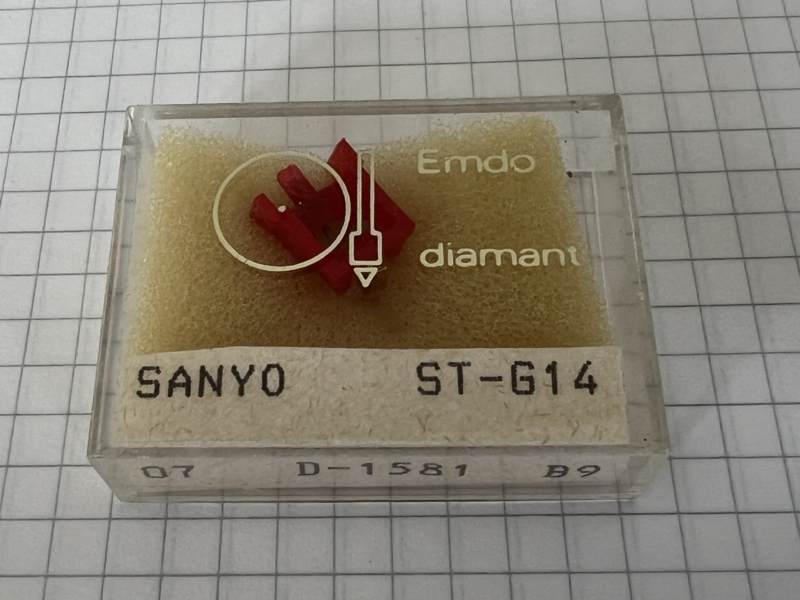 Emdo
diamant
SANYO ST-G14
07 D-1581 B9